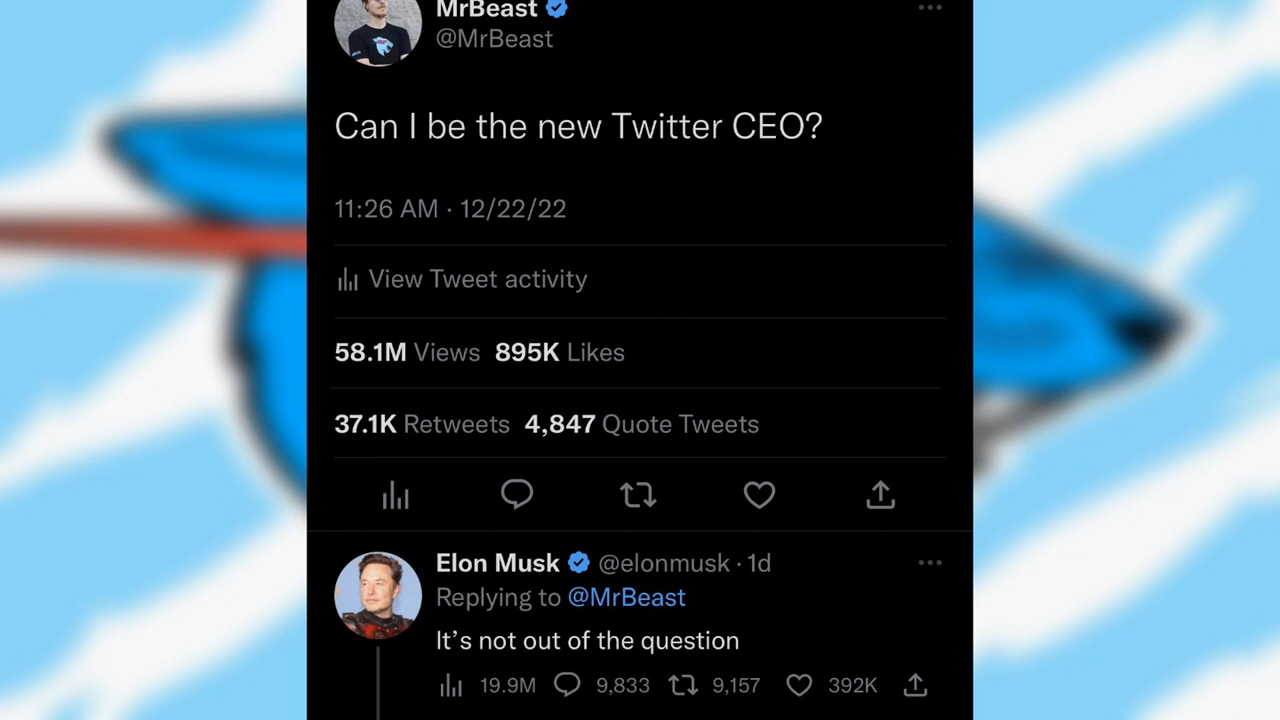 MrBeast
@MrBeast
Can I be the new Twitter CEO?
11:26 AM · 12/22/22
View Tweet activity
58.1M Views 895K Likes
37.1K Retweets 4,847 Quote Tweets
Elon Musk @elonmusk · 1d
Replying to @MrBeast
It’s not out of the question
19.9M 9,833 9,157 392K